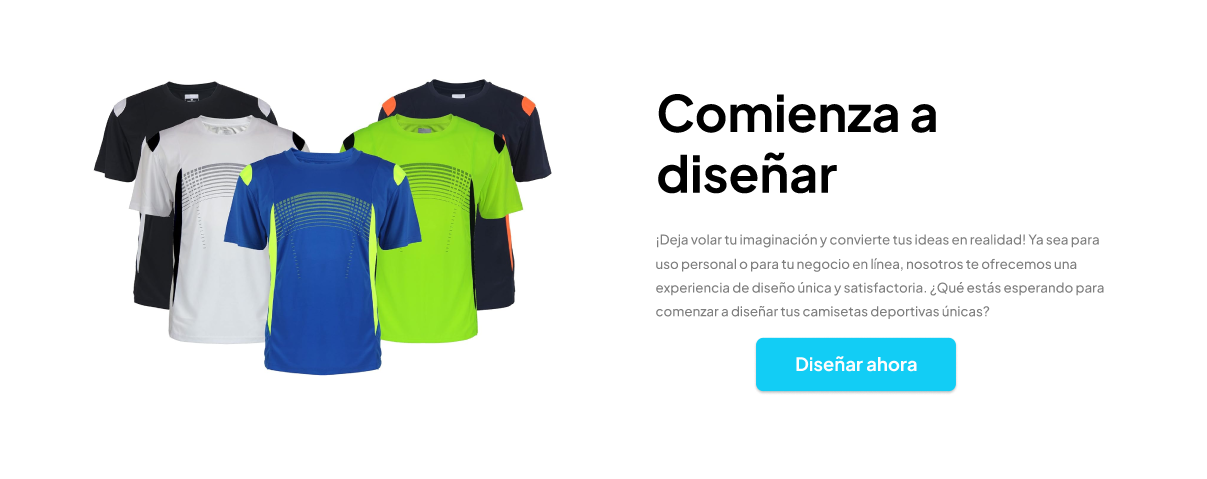 Comienza a
diseñar
¡Deja volar tu imaginación y convierte tus ideas en realidad! Ya sea para
uso personal o para tu negocio en línea, nosotros te ofrecemos una
experiencia de diseño única y satisfactoria. ¿Qué estás esperando para
comenzar a diseñar tus camisetas deportivas únicas?
Diseñar ahora